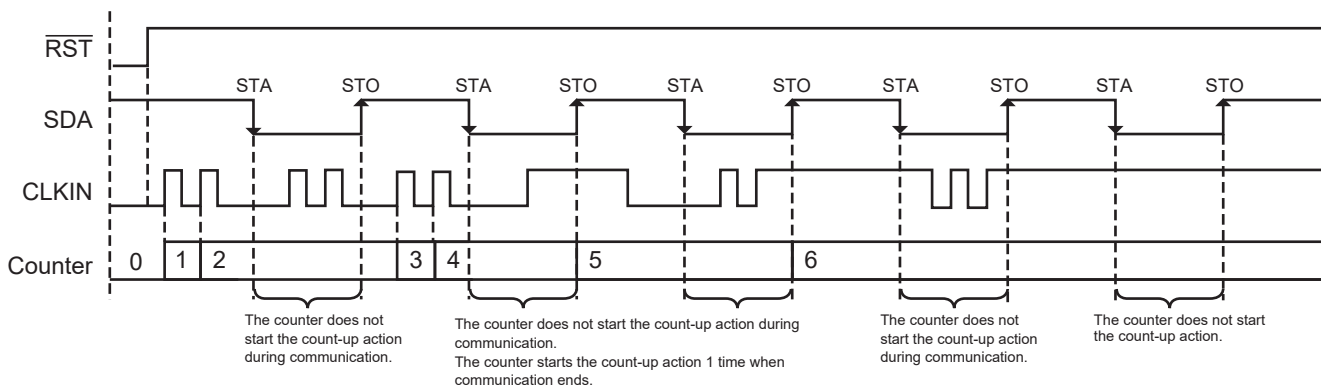 RST
STA STO STA STO STA STO STA STO STA STO
SDA
CLKIN
Counter 0 1 2 3 4 5 6
The counter does not
start the count-up action
during communication.
The counter does not start the count-up action during
communication.
The counter starts the count-up action 1 time when
communication ends.
The counter does not
start the count-up action
during communication.
The counter does not start
the count-up action.